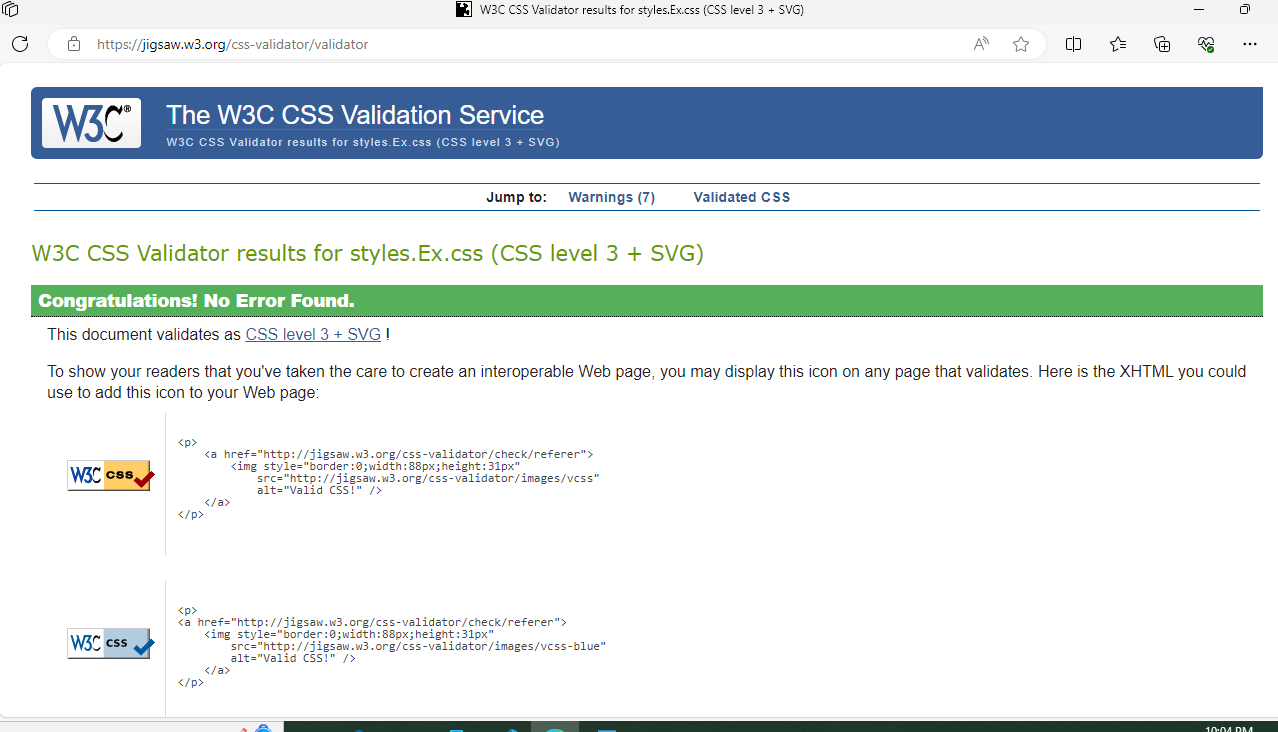 W3C CSS Validator results for styles.Ex.css (CSS level 3 + SVG)
https://jigsaw.w3.org/css-validator/validator
W3C®
The W3C CSS Validation Service
W3C CSS Validator results for styles.Ex.css (CSS level 3 + SVG)
Jump to: Warnings (7) Validated CSS
W3C CSS Validator results for styles.Ex.css (CSS level 3 + SVG)
Congratulations! No Error Found.
This document validates as CSS level 3 + SVG !
To show your readers that you've taken the care to create an interoperable Web page, you may display this icon on any page that validates. Here is the XHTML you could
use to add this icon to your Web page:
W3C css
<p>
<a href="http://jigsaw.w3.org/css-validator/check/referer">
<img style="border:0;width:88px;height:31px"
src="http://jigsaw.w3.org/css-validator/images/vcss"
alt="Valid CSS!" />
</a>
</p>
W3C css
<p>
<a href="http://jigsaw.w3.org/css-validator/check/referer">
<img style="border:0;width:88px;height:31px"
src="http://jigsaw.w3.org/css-validator/images/vcss-blue"
alt="Valid CSS!" />
</a>
</p>
10:04 PM